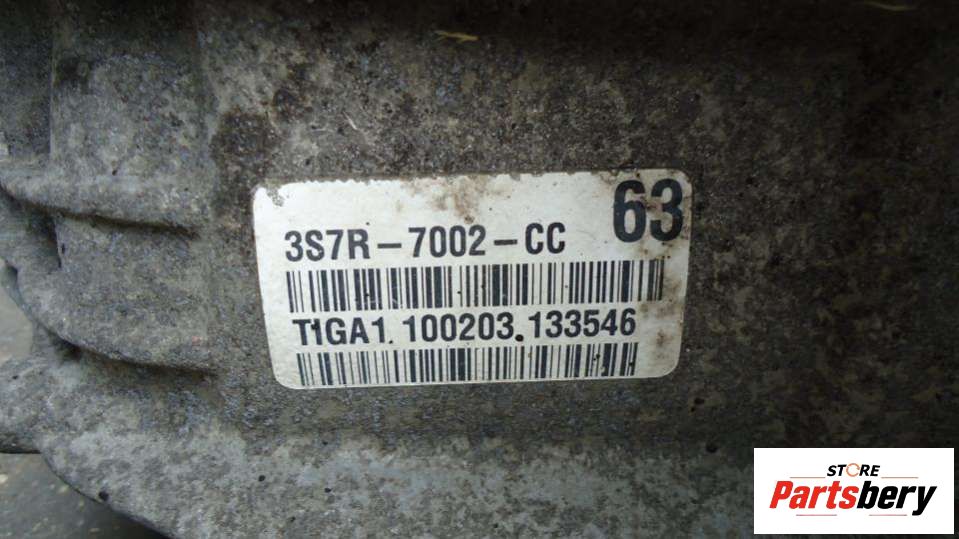 63
3S7R-7002-CC
T1GA1.100203.133546
STORE
Partsbery